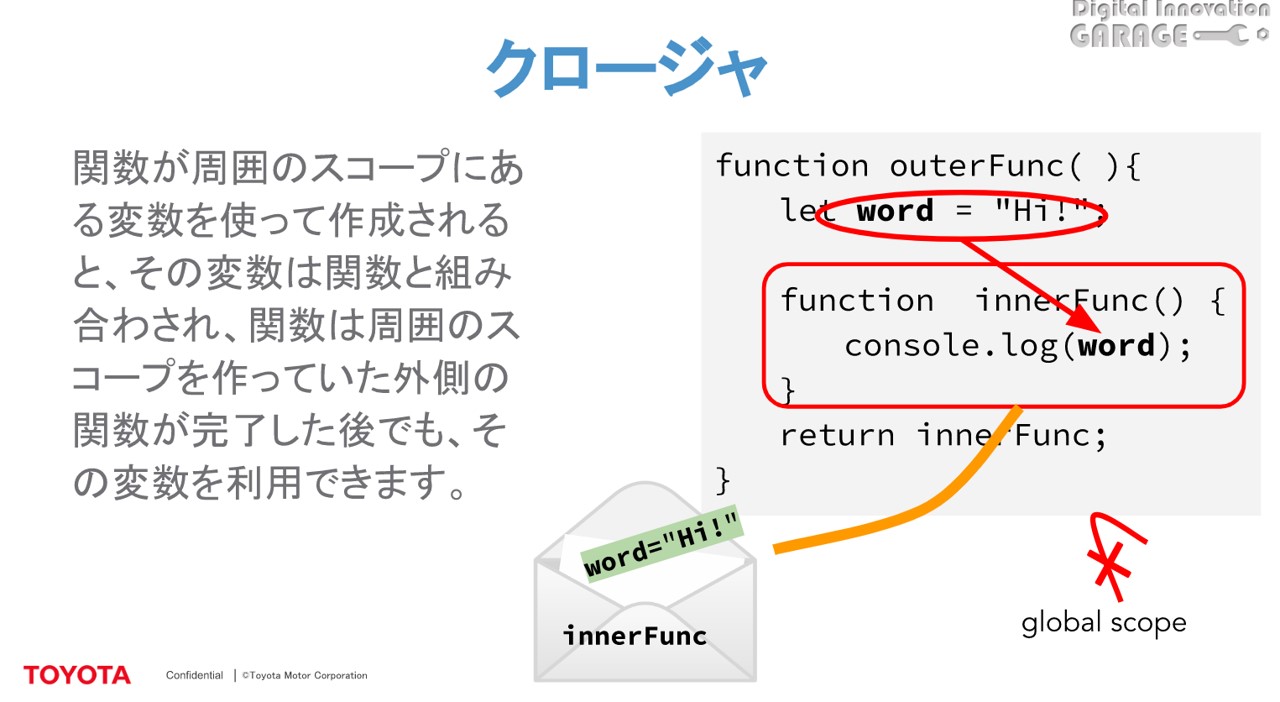 Digital Innovation
GARAGE
クロージャ
関数が周囲のスコープにあ
る変数を使って作成される
と、その変数は関数と組み
合わされ、関数は周囲のス
コープを作っていた外側の
関数が完了した後でも、そ
の変数を利用できます。
function outerFunc( ){
let word = "Hi!";
function innerFunc() {
console.log(word);
}
return innerFunc;
}
word="Hi!"
innerFunc
global scope
TOYOTA
Confidential | ©Toyota Motor Corporation